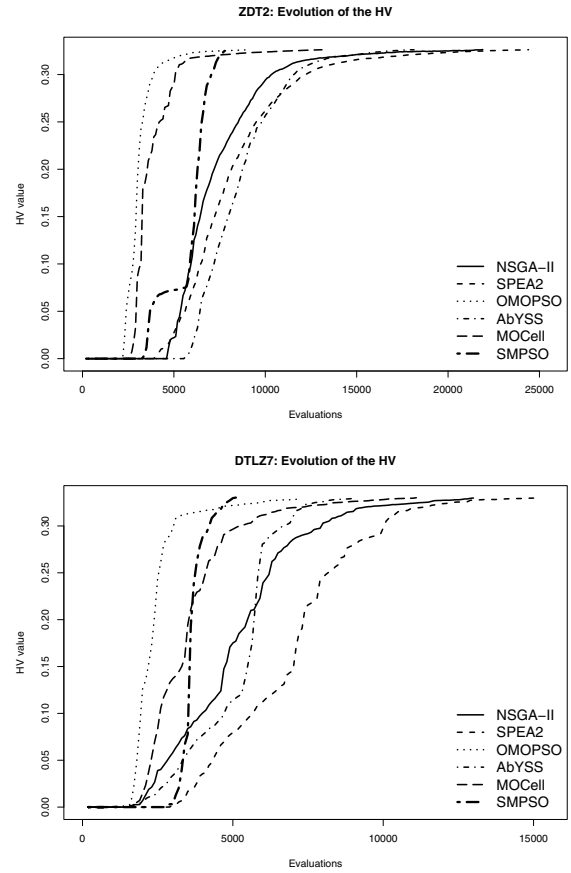 ZDT2: Evolution of the HV
HV value
0.00
0.05
0.10
0.15
0.20
0.25
0.30
NSGA-II
SPEA2
OMOPSO
AbYSS
MOCell
SMPSO
0
5000
10000
15000
20000
25000
Evaluations
DTLZ7: Evolution of the HV
HV value
0.00
0.05
0.10
0.15
0.20
0.25
0.30
NSGA-II
SPEA2
OMOPSO
AbYSS
MOCell
SMPSO
0
5000
10000
15000
Evaluations